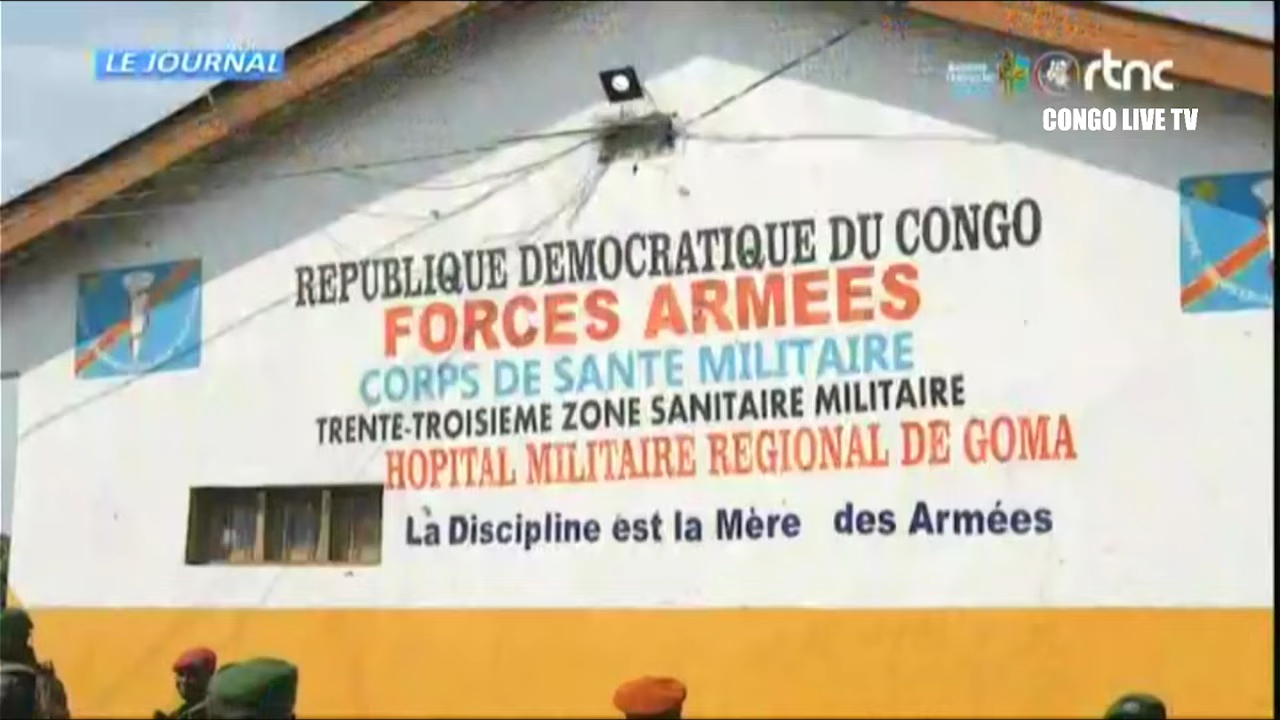 LE JOURNAL
rtnc
CONGO LIVE TV
REPUBLIQUE DEMOCRATIQUE DU CONGO
FORCES ARMEES
CORPS DE SANTE MILITAIRE
TRENTE-TROISIEME ZONE SANITAIRE MILITAIRE
HOPITAL MILITAIRE REGIONAL DE GOMA
La Discipline est la Mère des Armées